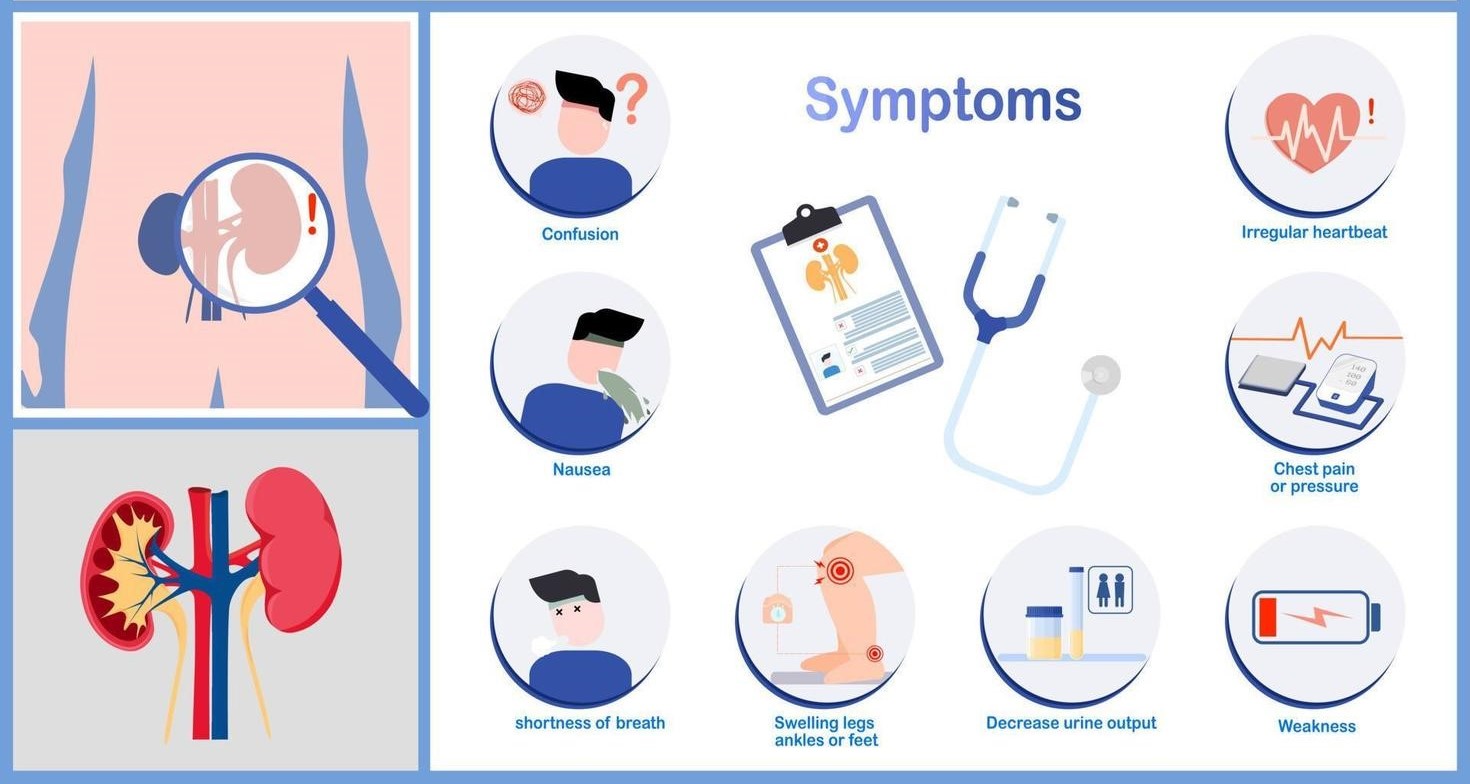 Symptoms
Confusion
Irregular heartbeat
Nausea
140
100
60
Chest pain
or pressure
shortness of breath
Swelling legs
ankles or feet
Decrease urine output
Weakness